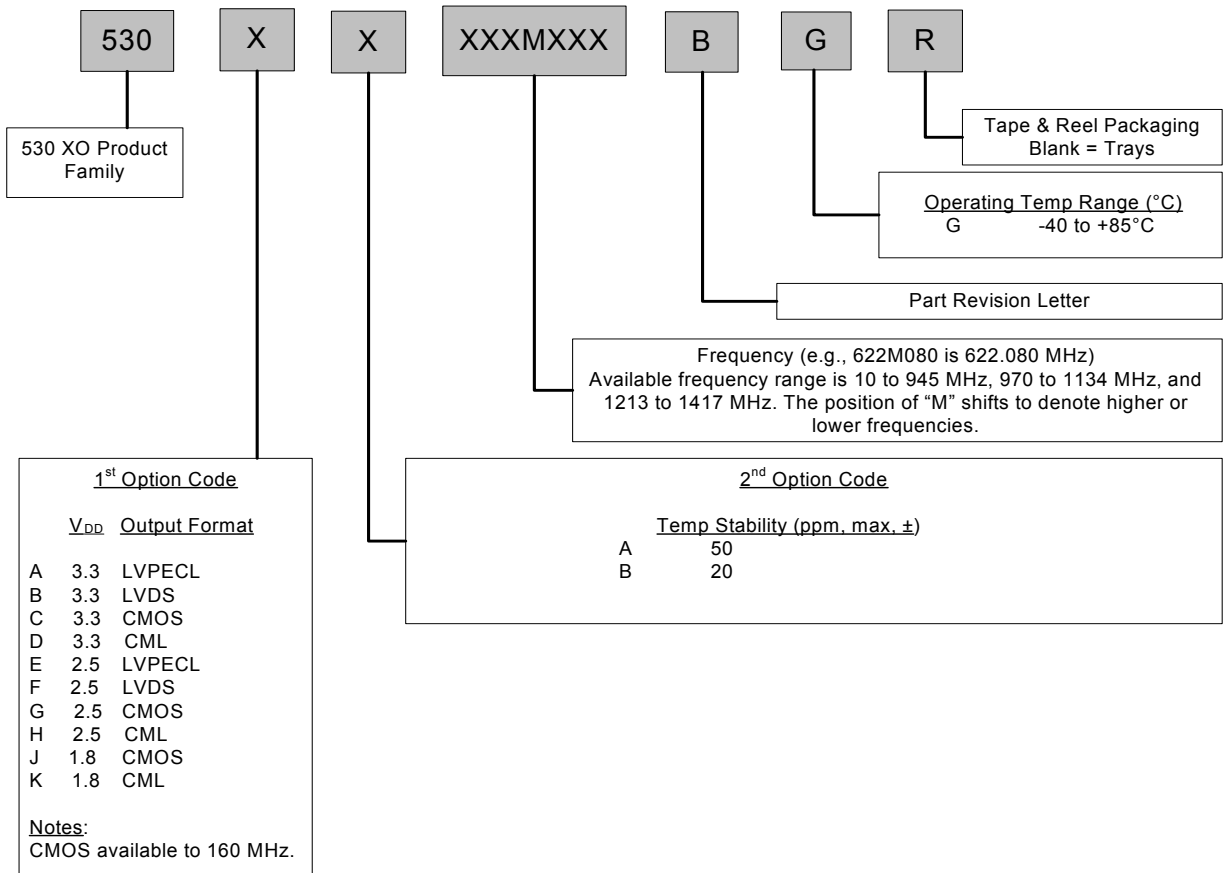 530 X X XXXMXXX B G R
530 XO Product
Family
Tape & Reel Packaging
Blank = Trays
Operating Temp Range (°C)
G -40 to +85°C
Part Revision Letter
Frequency (e.g., 622M080 is 622.080 MHz)
Available frequency range is 10 to 945 MHz, 970 to 1134 MHz, and
1213 to 1417 MHz. The position of “M” shifts to denote higher or
lower frequencies.
1st Option Code
VDD Output Format
A 3.3 LVPECL
B 3.3 LVDS
C 3.3 CMOS
D 3.3 CML
E 2.5 LVPECL
F 2.5 LVDS
G 2.5 CMOS
H 2.5 CML
J 1.8 CMOS
K 1.8 CML
Notes:
CMOS available to 160 MHz.
2nd Option Code
Temp Stability (ppm, max, ±)
A 50
B 20